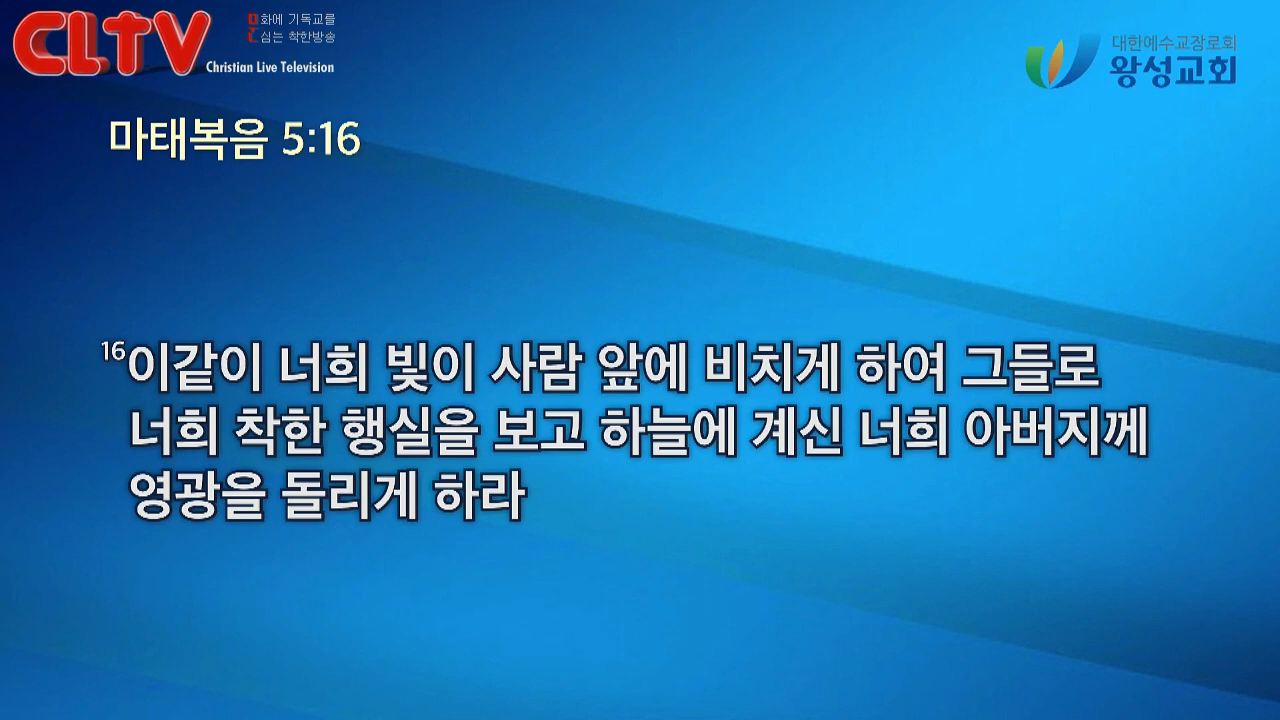 CLTV
화에 기독교를
심는 착한방송
Christian Live Television
대한예수교장로회
왕성교회
마태복음 5:16
16이같이 너희 빛이 사람 앞에 비치게 하여 그들로
너희 착한 행실을 보고 하늘에 계신 너희 아버지께
영광을 돌리게 하라